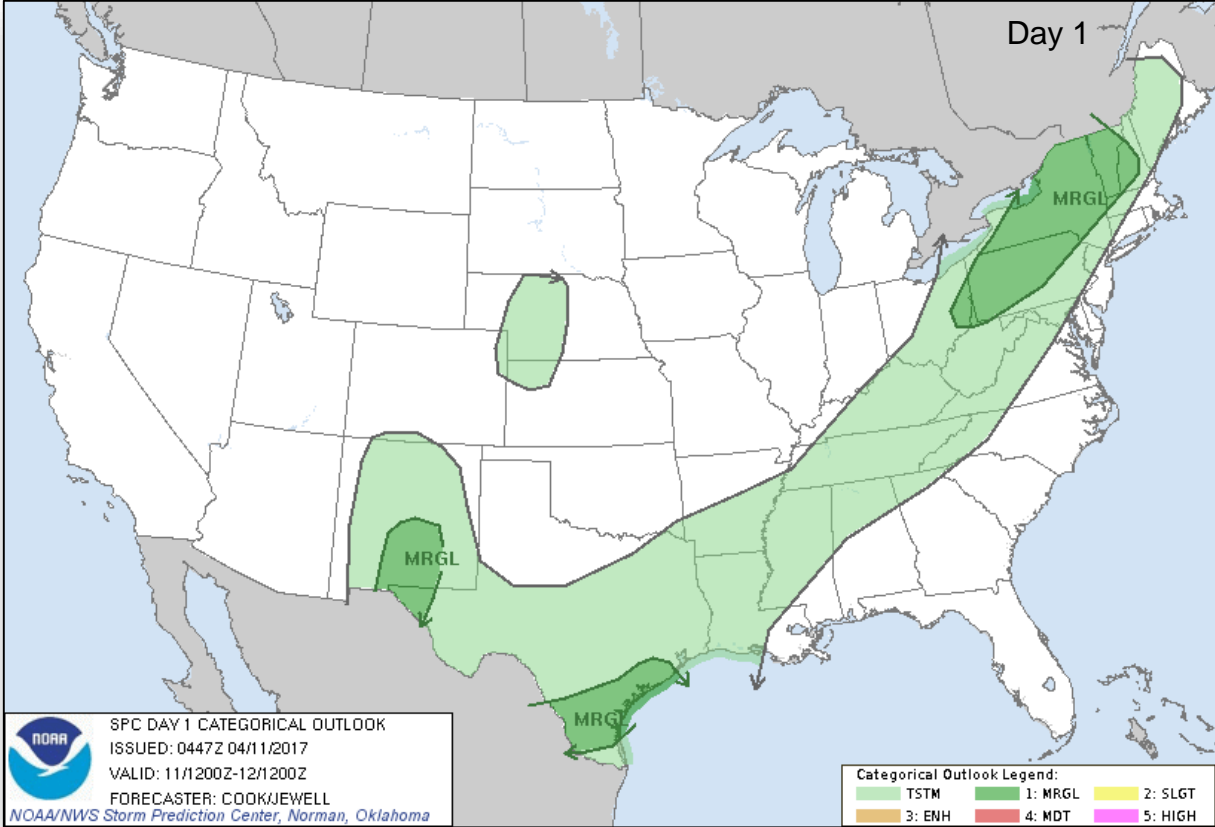 Day 1
MRGL
MRGL
MRGL
NOAA
SPC DAY 1 CATEGORICAL OUTLOOK
ISSUED: 0447Z 04/11/2017
VALID: 11/1200Z-12/1200Z
FORECASTER: COOK/JEWELL
NOAA/NWS Storm Prediction Center, Norman, Oklahoma
Categorical Outlook Legend:
TSTM 1: MRGL 2: SLGT
3: ENH 4: MDT 5: HIGH